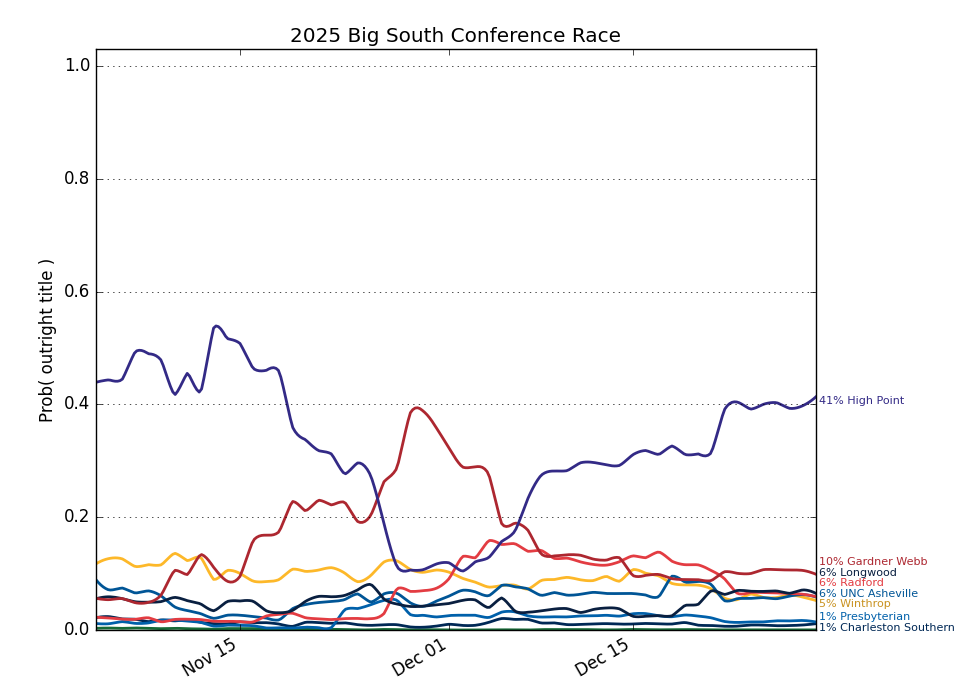 2025 Big South Conference Race
Prob( outright title )
1.0
0.8
0.6
0.4
0.2
0.0
Nov 15
Dec 01
Dec 15
41% High Point
10% Gardner Webb
6% Longwood
6% Radford
6% UNC Asheville
5% Winthrop
1% Presbyterian
1% Charleston Southern